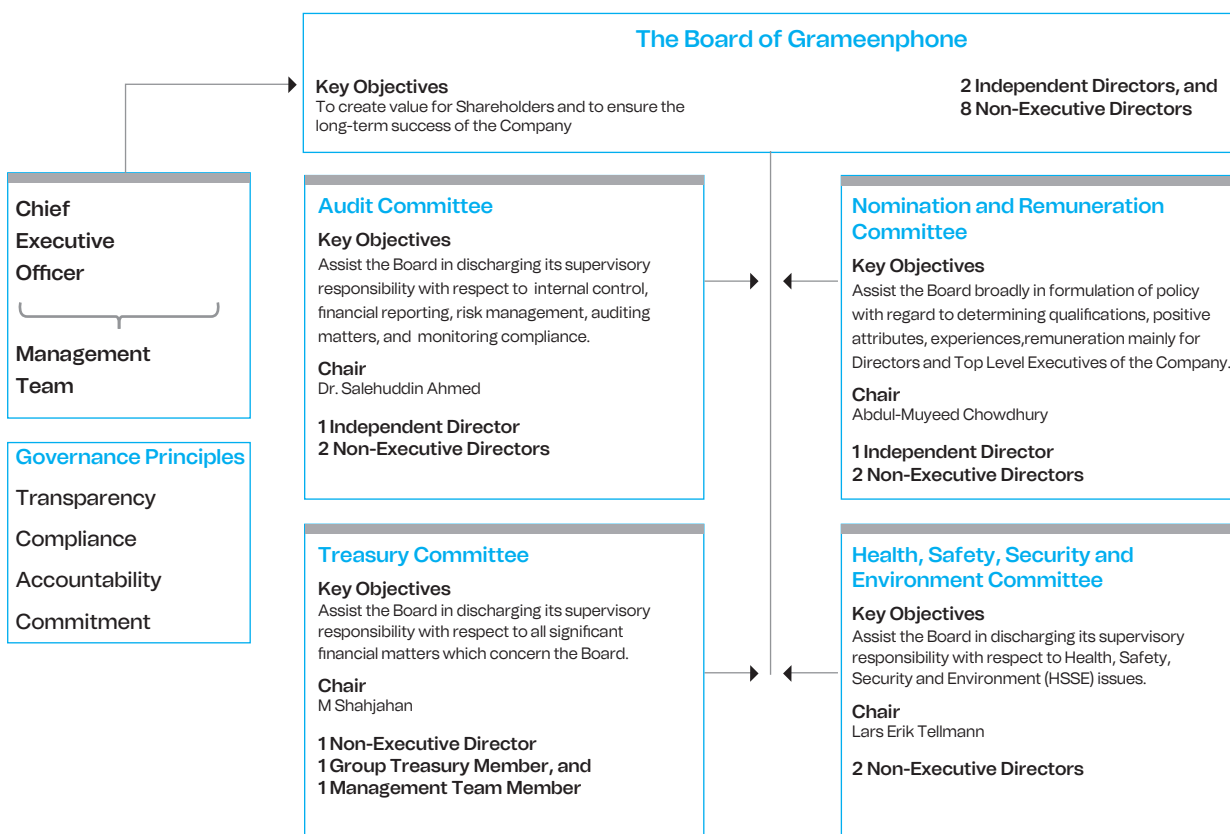 The Board of Grameenphone
Key Objectives
To create value for Shareholders and to ensure the
long-term success of the Company
2 Independent Directors, and
8 Non-Executive Directors
Chief
Executive
Officer
Management
Team
Governance Principles
Transparency
Compliance
Accountability
Commitment
Audit Committee
Key Objectives
Assist the Board in discharging its supervisory
responsibility with respect to internal control,
financial reporting, risk management, auditing
matters, and monitoring compliance.
Chair
Dr. Salehuddin Ahmed
1 Independent Director
2 Non-Executive Directors
Nomination and Remuneration
Committee
Key Objectives
Assist the Board broadly in formulation of policy
with regard to determining qualifications, positive
attributes, experiences,remuneration mainly for
Directors and Top Level Executives of the Company.
Chair
Abdul-Muyeed Chowdhury
1 Independent Director
2 Non-Executive Directors
Treasury Committee
Key Objectives
Assist the Board in discharging its supervisory
responsibility with respect to all significant
financial matters which concern the Board.
Chair
M Shahjahan
1 Non-Executive Director
1 Group Treasury Member, and
1 Management Team Member
Health, Safety, Security and
Environment Committee
Key Objectives
Assist the Board in discharging its supervisory
responsibility with respect to Health, Safety,
Security and Environment (HSSE) issues.
Chair
Lars Erik Tellmann
2 Non-Executive Directors